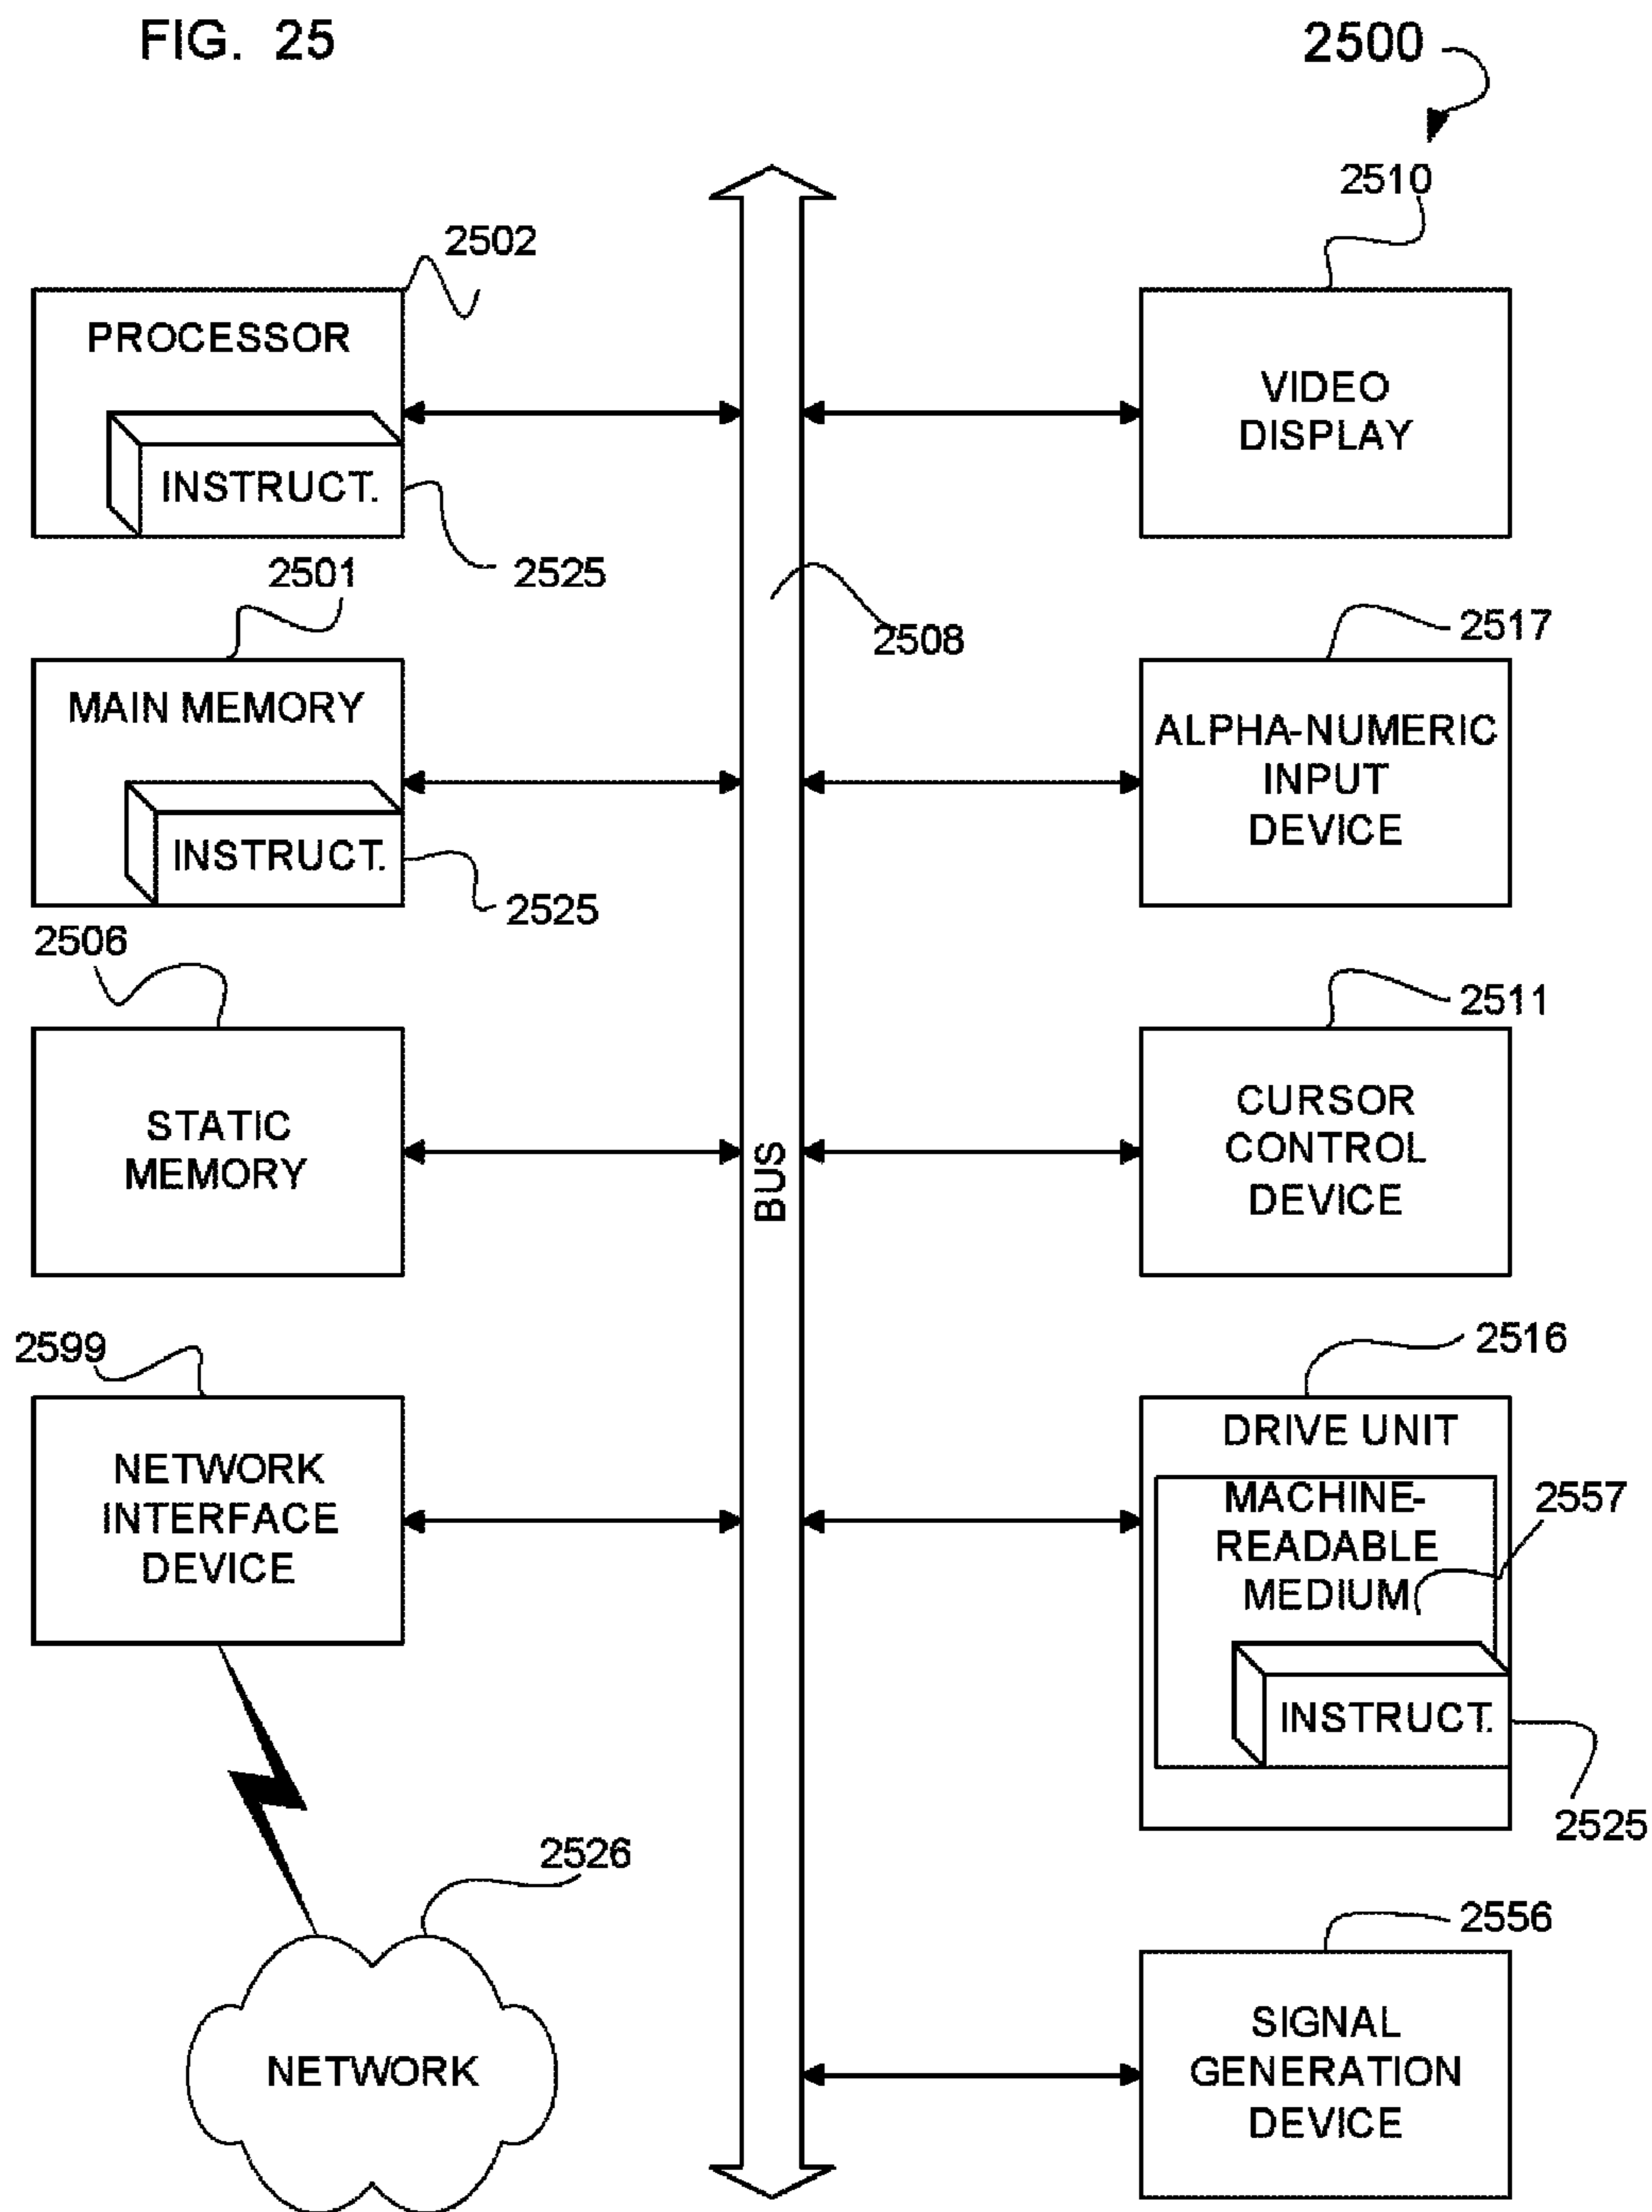 FIG. 25
2500
2510
2502
PROCESSOR
INSTRUCT.
2525
VIDEO
DISPLAY
2501
2508
2517
MAIN MEMORY
INSTRUCT.
2525
ALPHA-NUMERIC
INPUT
DEVICE
2506
2511
STATIC
MEMORY
BUS
CURSOR
CONTROL
DEVICE
2599
2516
NETWORK
INTERFACE
DEVICE
DRIVE UNIT
MACHINE-
READABLE
MEDIUM
2557
INSTRUCT.
2525
2526
NETWORK
2556
SIGNAL
GENERATION
DEVICE